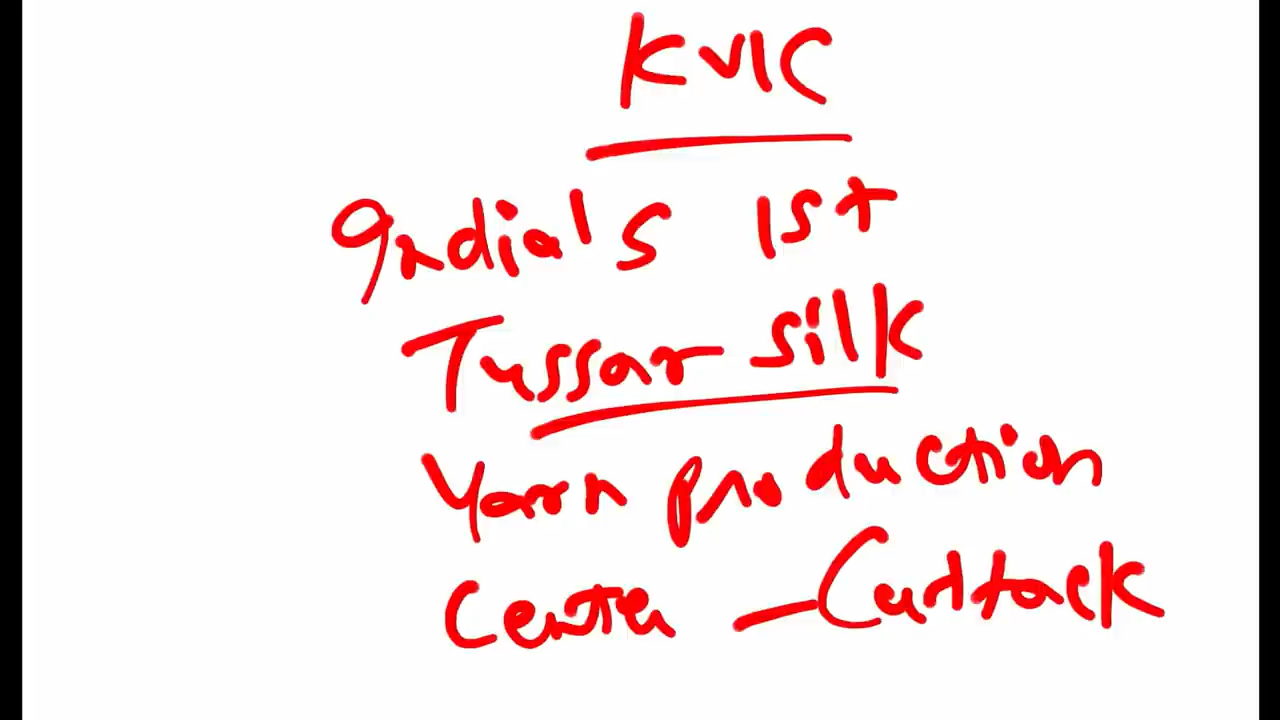 KVIC
India's 1st
Tussar silk
Yarn production
Center - Cuttack